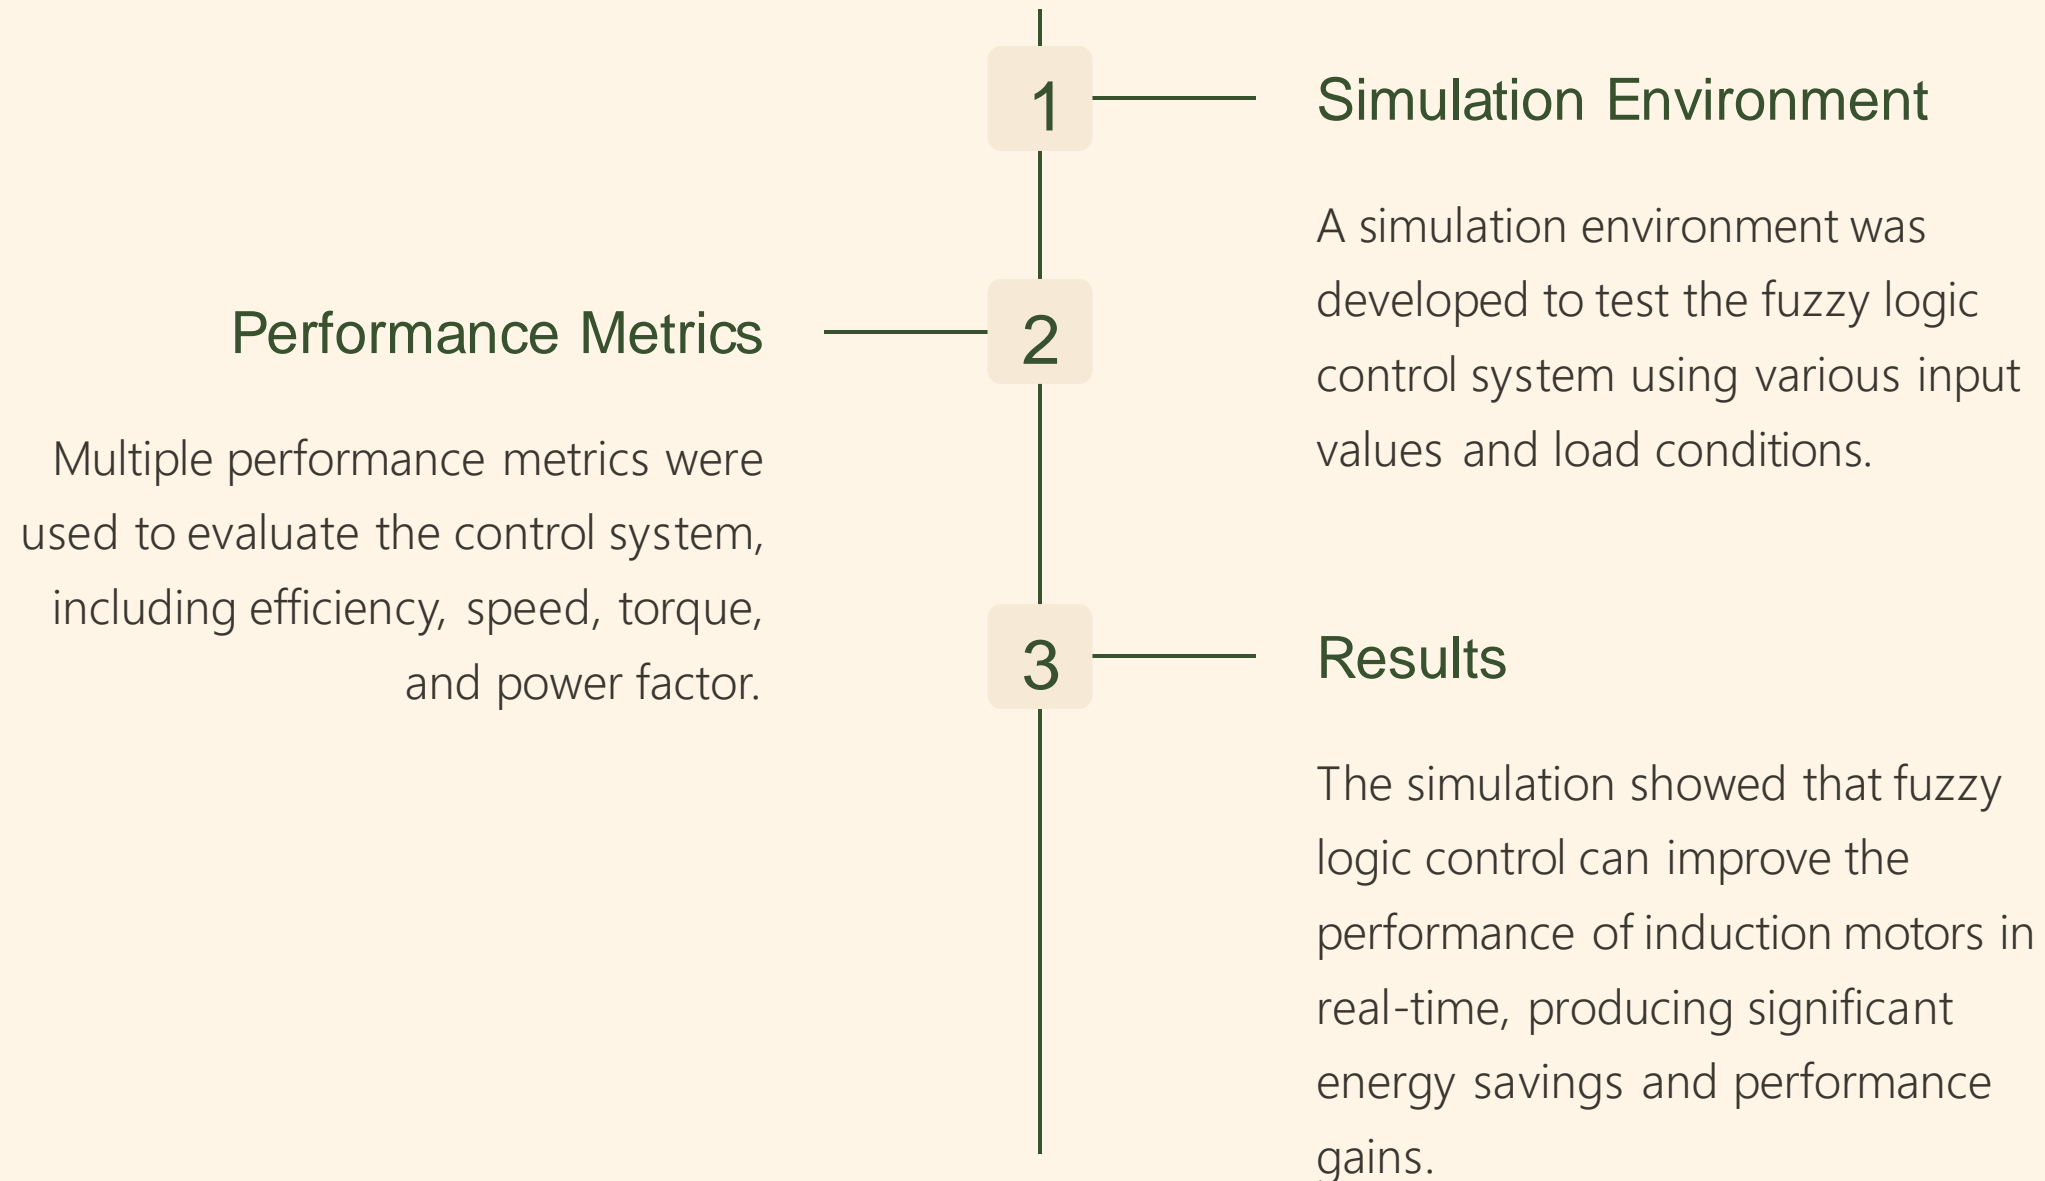 1
Simulation Environment
A simulation environment was
developed to test the fuzzy logic
control system using various input
values and load conditions.
2
Performance Metrics
Multiple performance metrics were
used to evaluate the control system,
including efficiency, speed, torque,
and power factor.
3
Results
The simulation showed that fuzzy
logic control can improve the
performance of induction motors in
real-time, producing significant
energy savings and performance
gains.